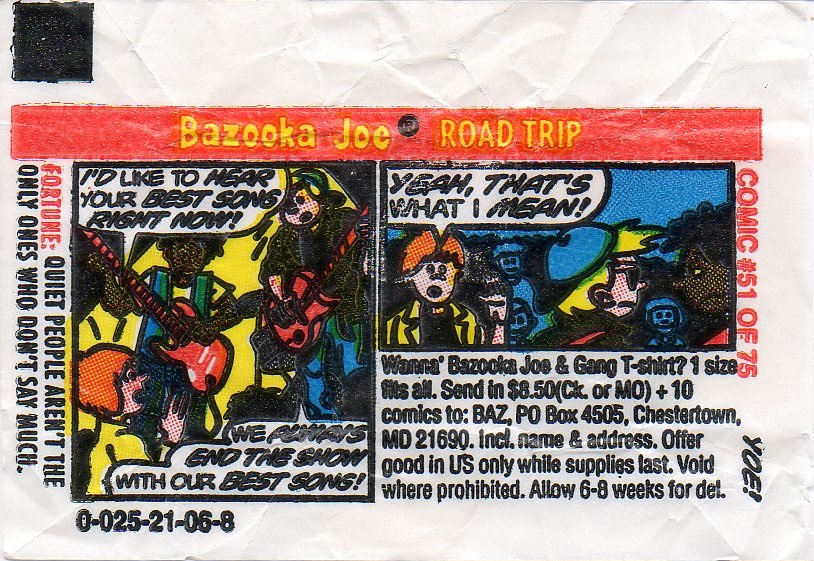 Bazooka Joe ROAD TRIP
I'D LIKE TO HEAR
YOUR BEST SONG
RIGHT NOW!
WE ALWAYS
END THE SHOW
WITH OUR BEST SONG!
YEAH, THAT'S
WHAT I MEAN!
Wanna' Bazooka Joe & Gang T-shirt? 1 size
fits all. Send in $8.50(Ck. or MO) + 10
comics to: BAZ, PO Box 4505, Chestertown,
MD 21690. Incl. name & address. Offer
good in US only while supplies last. Void
where prohibited. Allow 6-8 weeks for del.
FORTUNE: QUIET PEOPLE AREN'T THE
ONLY ONES WHO DON'T SAY MUCH.
COMIC #51 OF 75
YOE!
0-025-21-06-8